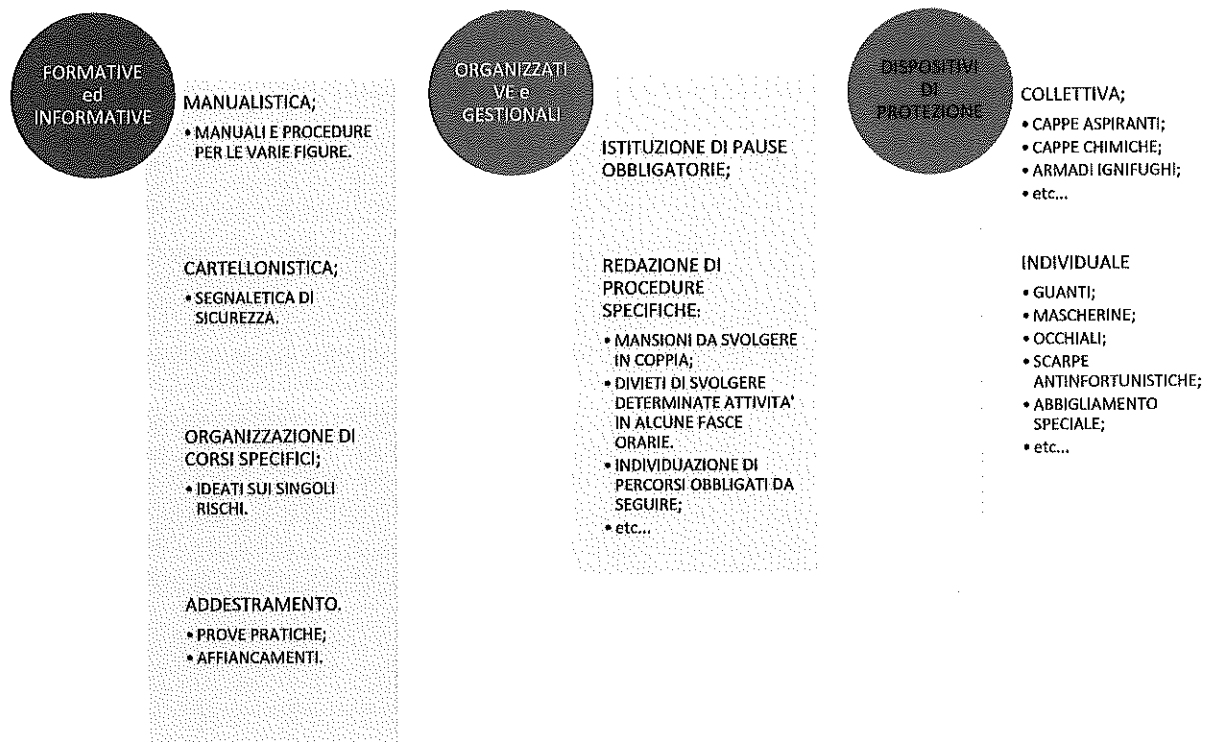 FORMATIVE
ed
INFORMATIVE
MANUALISTICA;
• MANUALI E PROCEDURE
PER LE VARIE FIGURE.
CARTELLONISTICA;
• SEGNALETICA DI
SICUREZZA.
ORGANIZZAZIONE DI
CORSI SPECIFICI;
• IDEATI SUI SINGOLI
RISCHI.
ADDESTRAMENTO.
• PROVE PRATICHE;
• AFFIANCAMENTI.
ORGANIZZATI
VE e
GESTIONALI
ISTITUZIONE DI PAUSE
OBBLIGATORIE;
REDAZIONE DI
PROCEDURE
SPECIFICHE:
• MANSIONI DA SVOLGERE
IN COPPIA;
• DIVIETI DI SVOLGERE
DETERMINATE ATTIVITA'
IN ALCUNE FASCE
ORARIE.
• INDIVIDUAZIONE DI
PERCORSI OBBLIGATI DA
SEGUIRE;
• etc...
DISPOSITIVI
DI
PROTEZIONE
COLLETTIVA;
• CAPPE ASPIRANTI;
• CAPPE CHIMICHE;
• ARMADI IGNIFUGHI;
• etc...
INDIVIDUALE
• GUANTI;
• MASCHERINE;
• OCCHIALI;
• SCARPE
ANTINFORTUNISTICHE;
• ABBIGLIAMENTO
SPECIALE;
• etc...